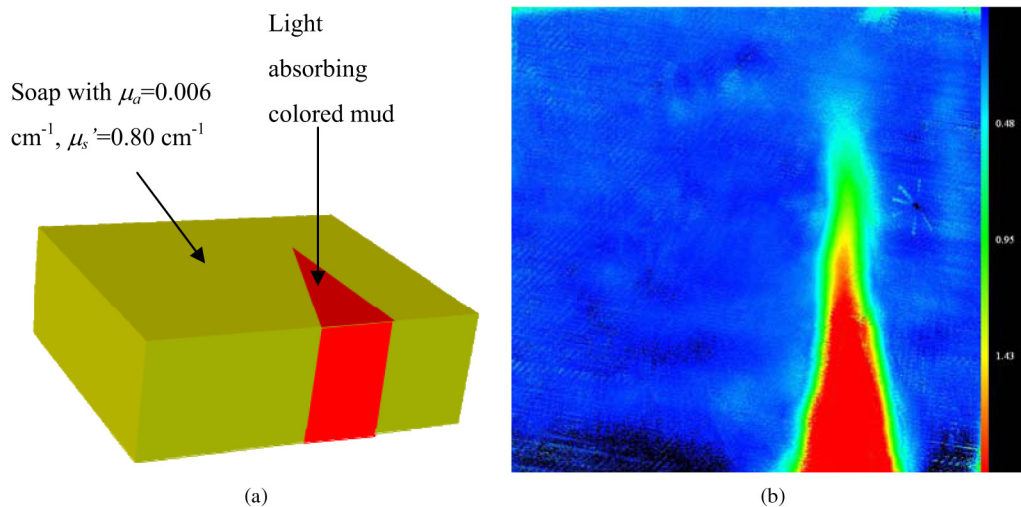 Light
absorbing
colored mud
Soap with μa=0.006
cm-1, μs’=0.80 cm-1
0.48
0.95
1.43
(a)
(b)